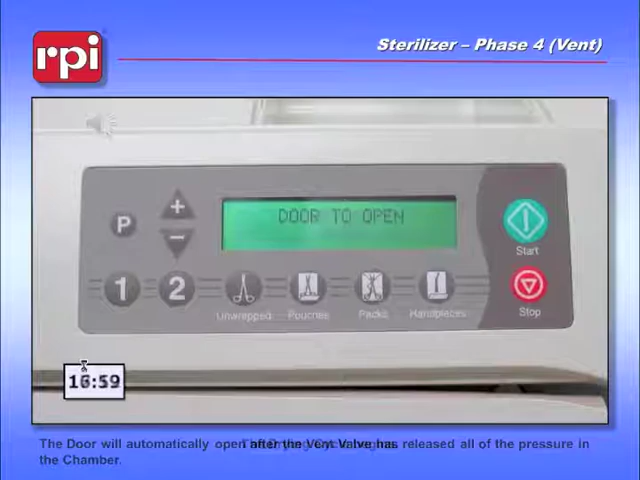 rpi
Sterilizer – Phase 4 (Vent)
DOOR TO OPEN
P
+
−
Start
1
2
Unwrapped
Pouches
Packs
Handpieces
Stop
:59
The Door will automatically open after the Vent Valve has released all of the pressure in
the Chamber.